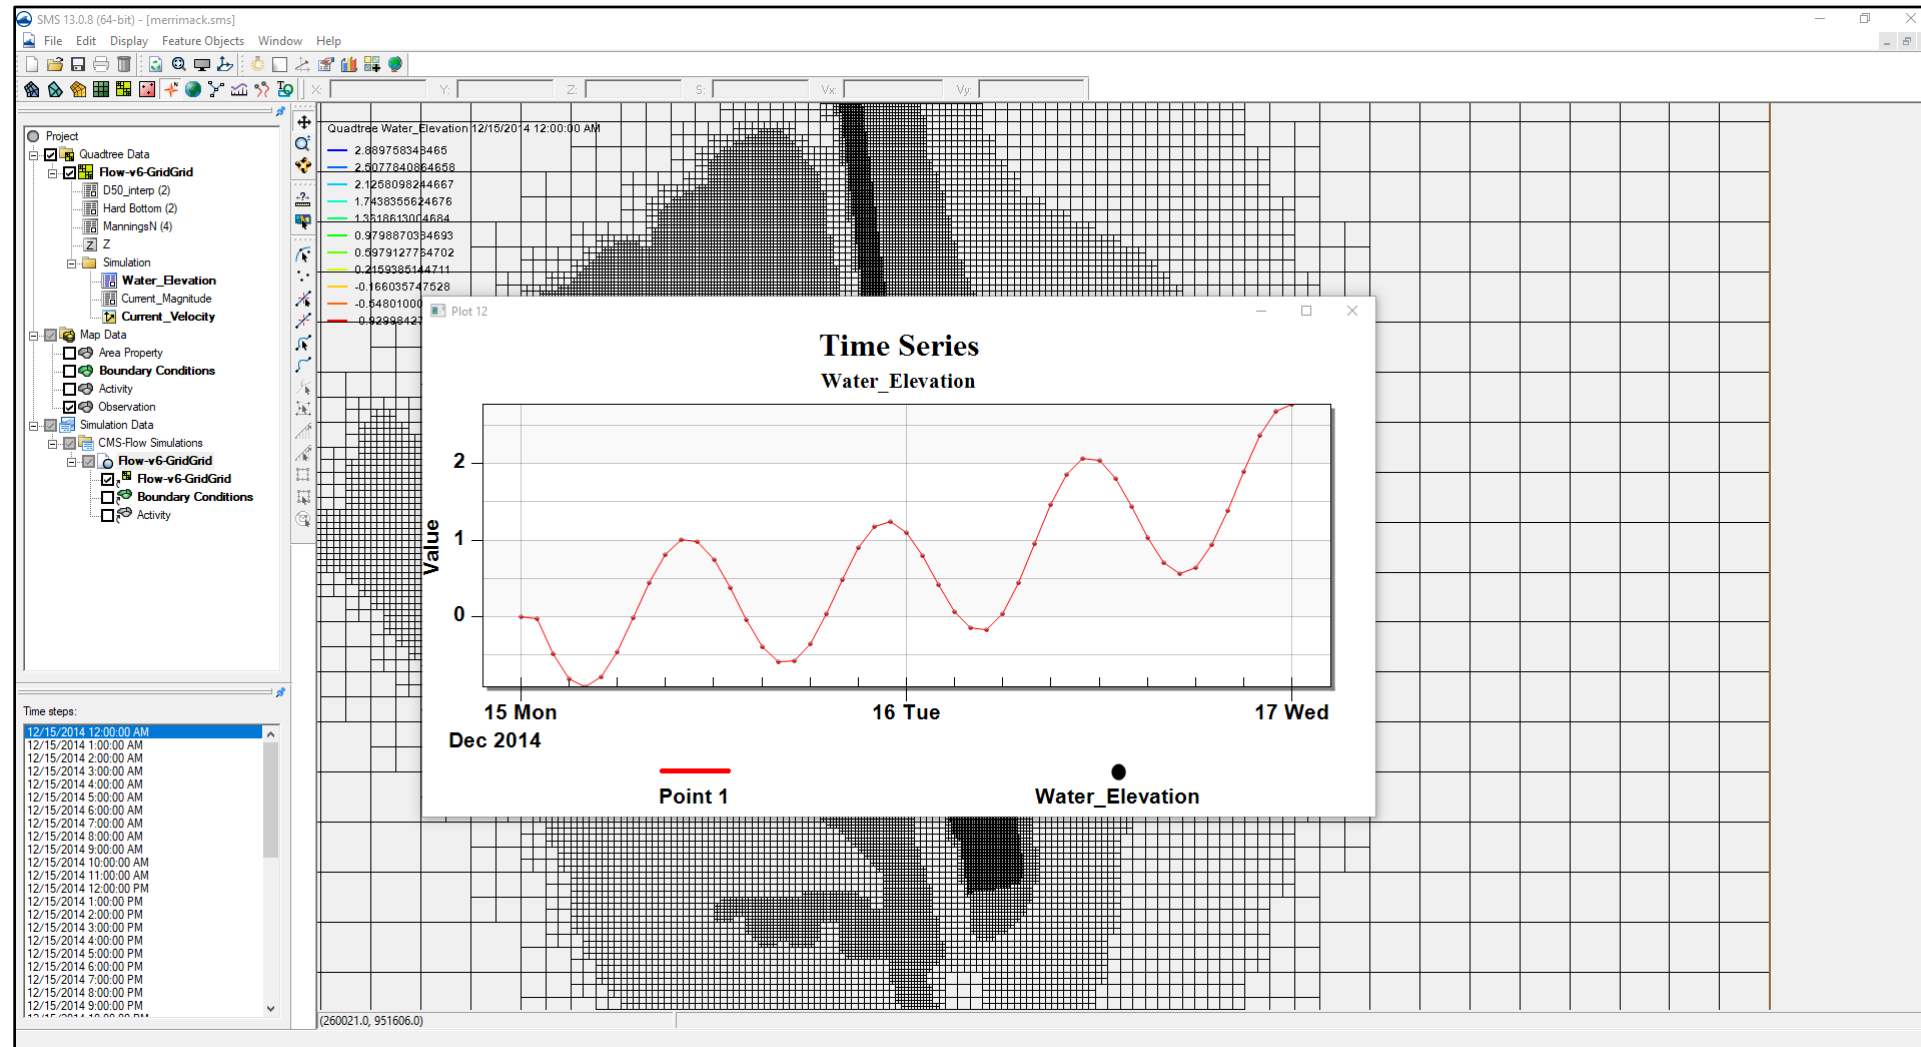 SMS 13.0.8 (64-bit) - [merrimack.sms]
File Edit Display Feature Objects Window Help
X: Y: Z: S: Vx: Vy:
Project
Quadtree Data
Flow-v6-GridGrid
D50_interp (2)
Hard Bottom (2)
ManningsN (4)
Z
Simulation
Water_Elevation
Current_Magnitude
Current_Velocity
Map Data
Area Property
Boundary Conditions
Activity
Observation
Simulation Data
CMS-Flow Simulations
Flow-v6-GridGrid
Flow-v6-GridGrid
Boundary Conditions
Activity
Time steps:
12/15/2014 12:00:00 AM
12/15/2014 1:00:00 AM
12/15/2014 2:00:00 AM
12/15/2014 3:00:00 AM
12/15/2014 4:00:00 AM
12/15/2014 5:00:00 AM
12/15/2014 6:00:00 AM
12/15/2014 7:00:00 AM
12/15/2014 8:00:00 AM
12/15/2014 9:00:00 AM
12/15/2014 10:00:00 AM
12/15/2014 11:00:00 AM
12/15/2014 12:00:00 PM
12/15/2014 1:00:00 PM
12/15/2014 2:00:00 PM
12/15/2014 3:00:00 PM
12/15/2014 4:00:00 PM
12/15/2014 5:00:00 PM
12/15/2014 6:00:00 PM
12/15/2014 7:00:00 PM
12/15/2014 8:00:00 PM
12/15/2014 9:00:00 PM
Quadtree Water_Elevation 12/15/2014 12:00:00 AM
2.889758343465
2.5077840864658
2.1258098244667
1.7438355624676
1.3618613004684
0.9798870384693
0.5979127764702
0.2159385144711
-0.166035747528
-0.54801000
-0.92998427
Plot 12
Time Series
Water_Elevation
Value
2
1
0
15 Mon 16 Tue 17 Wed
Dec 2014
Point 1 Water_Elevation
(260021.0, 951606.0)